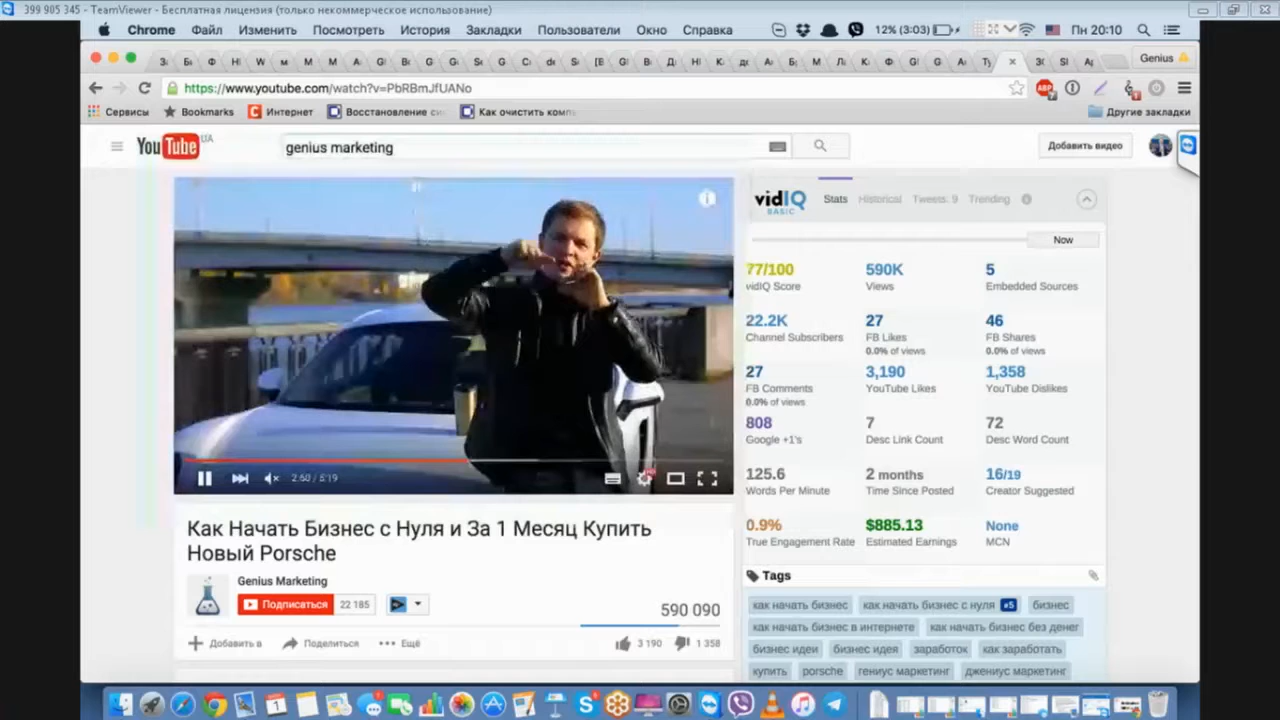 399 905 345 - TeamViewer - Бесплатная лицензия (только некоммерческое использование)
Chrome Файл Изменить Посмотреть История Закладки Пользователи Окно Справка 12% (3:03) Пн 20:10
Genius
https://www.youtube.com/watch?v=PbRBmJfUANo
Сервисы Bookmarks Интернет Восстановление Как очистить Другие закладки
YouTube UA genius marketing Добавить видео
vidIQ BASIC Stats Historical Tweets: 9 Trending
Now
77/100 590K 5
vidIQ Score Views Embedded Sources
22.2K 27 46
Channel Subscribers FB Likes FB Shares
0.0% of views 0.0% of views
27 3,190 1,358
FB Comments YouTube Likes YouTube Dislikes
0.0% of views
808 7 72
Google +1's Desc Link Count Desc Word Count
125.6 2 months 16/19
Words Per Minute Time Since Posted Creator Suggested
0.9% $885.13 None
True Engagement Rate Estimated Earnings MCN
Tags
как начать бизнес как начать бизнес с нуля #5 бизнес
как начать бизнес в интернете как начать бизнес без денег
бизнес идеи бизнес идея заработок как заработать
купить porsche гениус маркетинг джениус маркетинг
5:19
Как Начать Бизнес с Нуля и За 1 Месяц Купить
Новый Porsche
Genius Marketing
Подписаться 22 185
590 090
Добавить в Поделиться Ещё 3 190 1 358